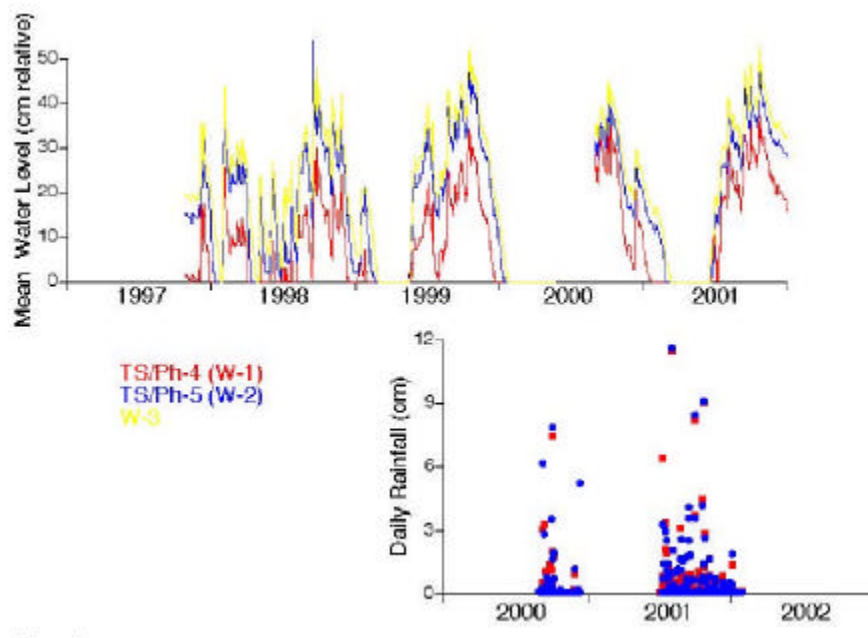 Mean Water Level (cm relative)
50
40
30
20
10
0
1997 1998 1999 2000 2001
TS/Ph-4 (W-1)
TS/Ph-5 (W-2)
W-3
Daily Rainfall (cm)
12
9
6
3
0
2000 2001 2002